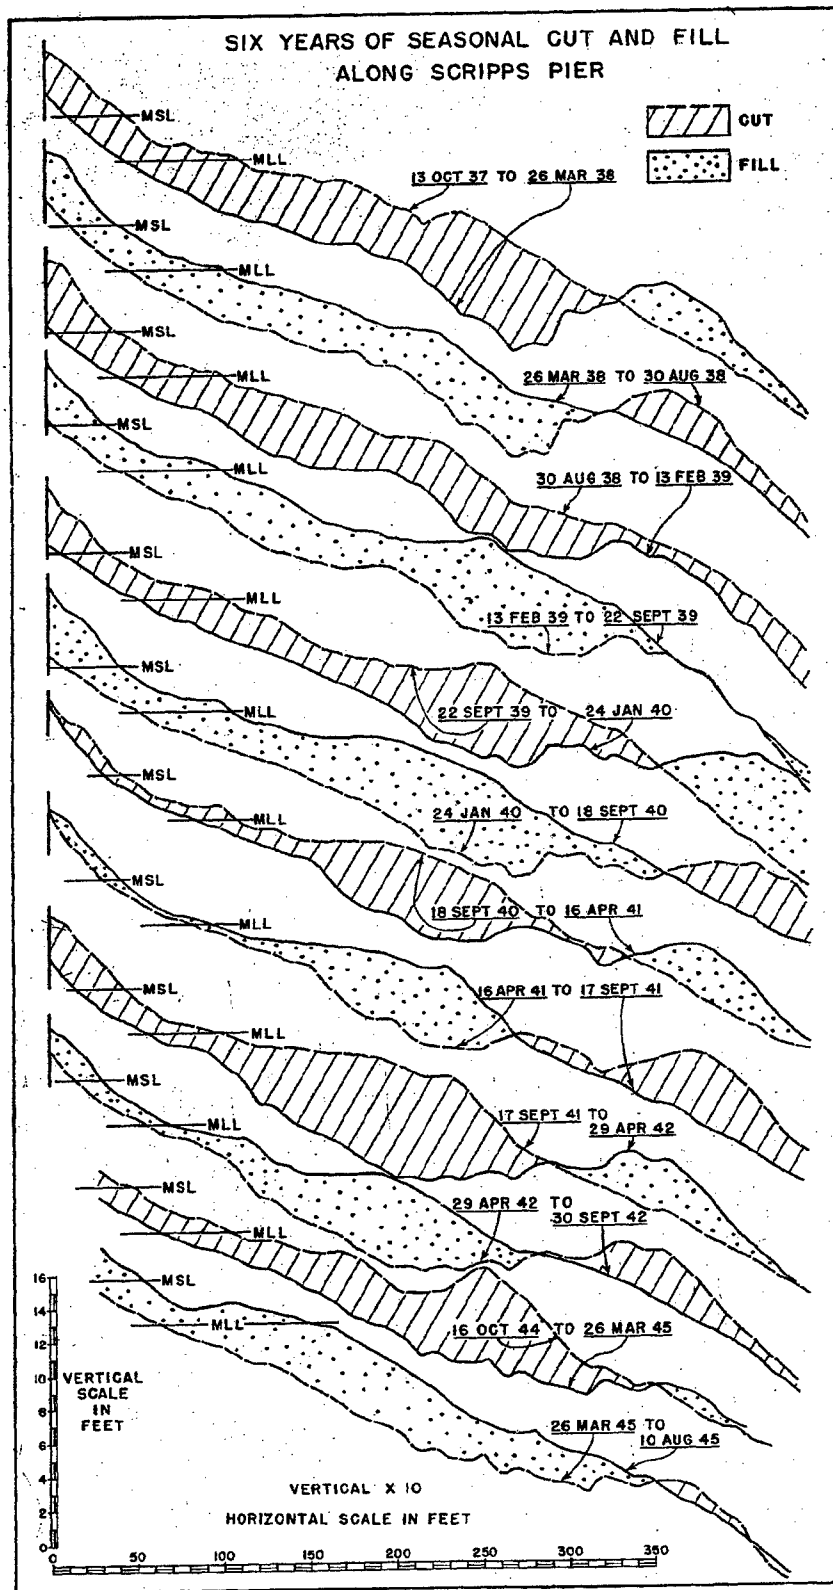 SIX YEARS OF SEASONAL CUT AND FILL
ALONG SCRIPPS PIER
CUT
FILL
MSL
MLL
13 OCT 37 TO 26 MAR 38
MSL
MLL
26 MAR 38 TO 30 AUG 38
MSL
MLL
30 AUG 38 TO 13 FEB 39
MSL
MLL
13 FEB 39 TO 22 SEPT 39
MSL
MLL
22 SEPT 39 TO 24 JAN 40
MSL
MLL
24 JAN 40 TO 18 SEPT 40
MSL
MLL
18 SEPT 40 TO 16 APR 41
MSL
MLL
16 APR 41 TO 17 SEPT 41
MSL
MLL
17 SEPT 41 TO
29 APR 42
MSL
MLL
29 APR 42 TO
30 SEPT 42
MSL
MLL
16 OCT 44 TO 26 MAR 45
MSL
MLL
26 MAR 45 TO
10 AUG 45
16
14
12
10
8
6
4
2
0
VERTICAL
SCALE
IN
FEET
VERTICAL X 10
HORIZONTAL SCALE IN FEET
0 50 100 150 200 250 300 350